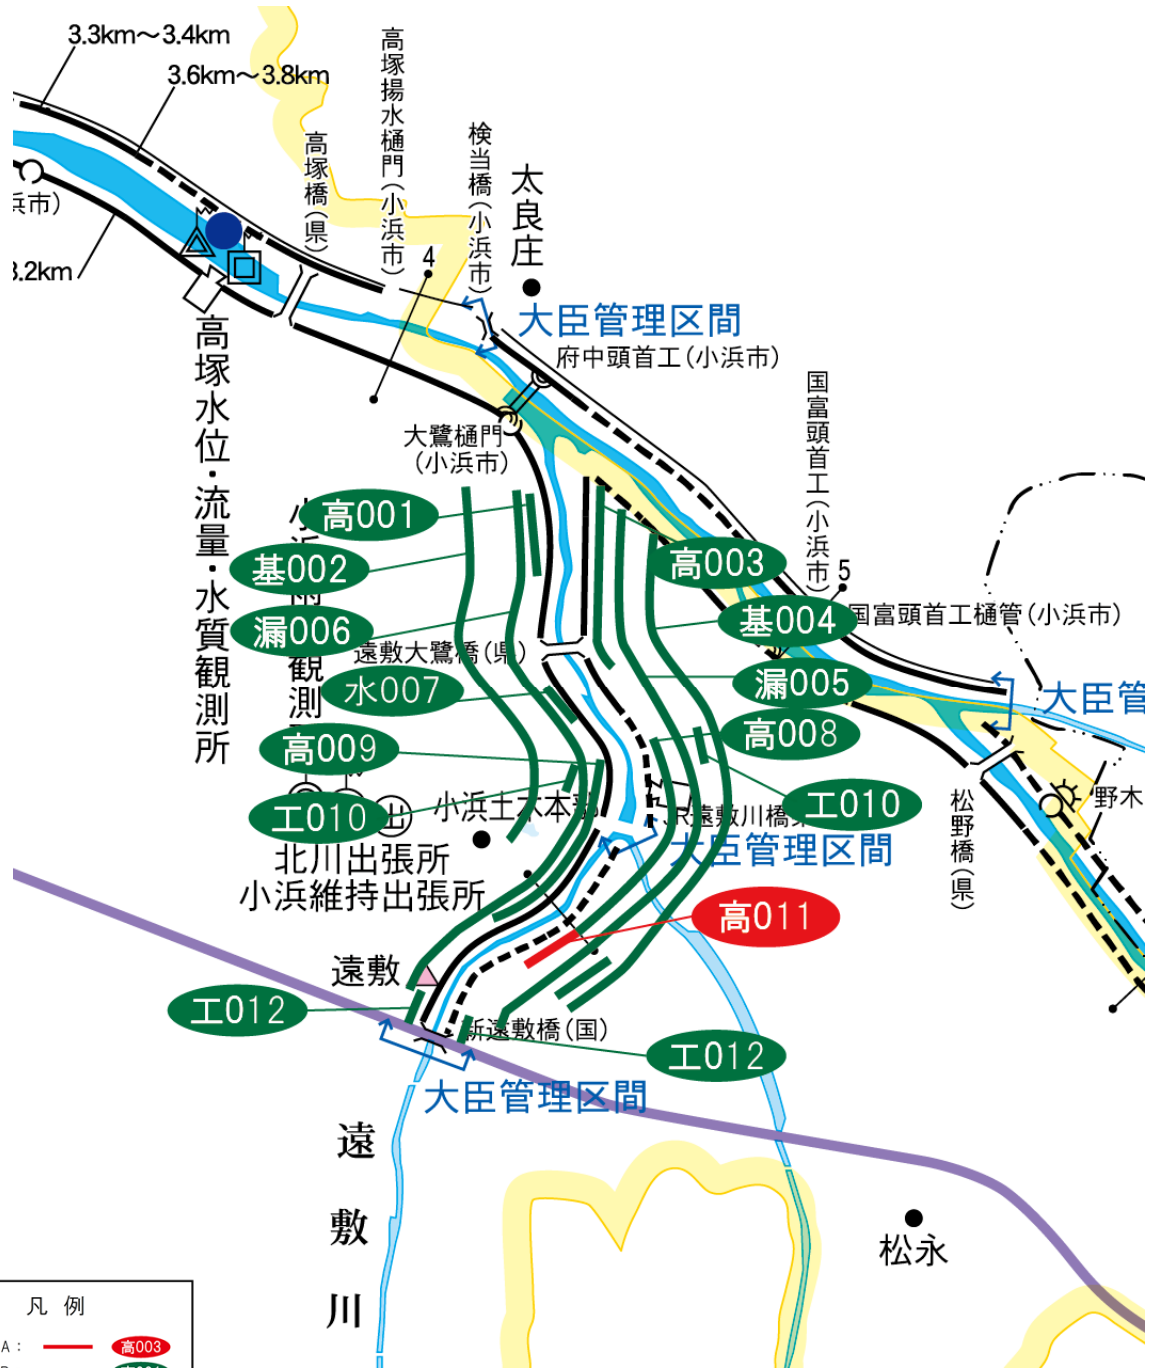 3.3km～3.4km
3.6km～3.8km
高塚橋（県）
高塚揚水樋門（小浜市）
検当橋（小浜市）
太良庄
4
浜市）
3.2km
大臣管理区間
府中頭首工（小浜市）
高塚水位・流量・水質観測所
大鷺樋門
（小浜市）
国富頭首工（小浜市）
5
高001
基002
高003
基004
国富頭首工樋管（小浜市）
漏006
遠敷大鷺橋（県）
水007
漏005
大臣管
高009
高008
工010
小浜土木本部
工010
JR遠敷川橋
野木
松野橋（県）
出
北川出張所
小浜維持出張所
大臣管理区間
高011
遠敷
工012
新遠敷橋（国）
工012
大臣管理区間
遠敷川
松永
凡 例
A：
高003